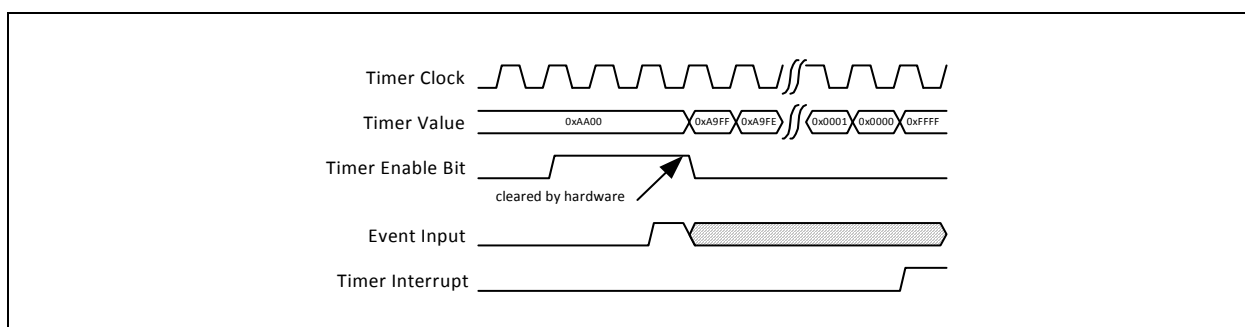 Timer Clock
Timer Value
0xAA00
0xA9FF
0xA9FE
0x0001
0x0000
0xFFFF
Timer Enable Bit
cleared by hardware
Event Input
Timer Interrupt